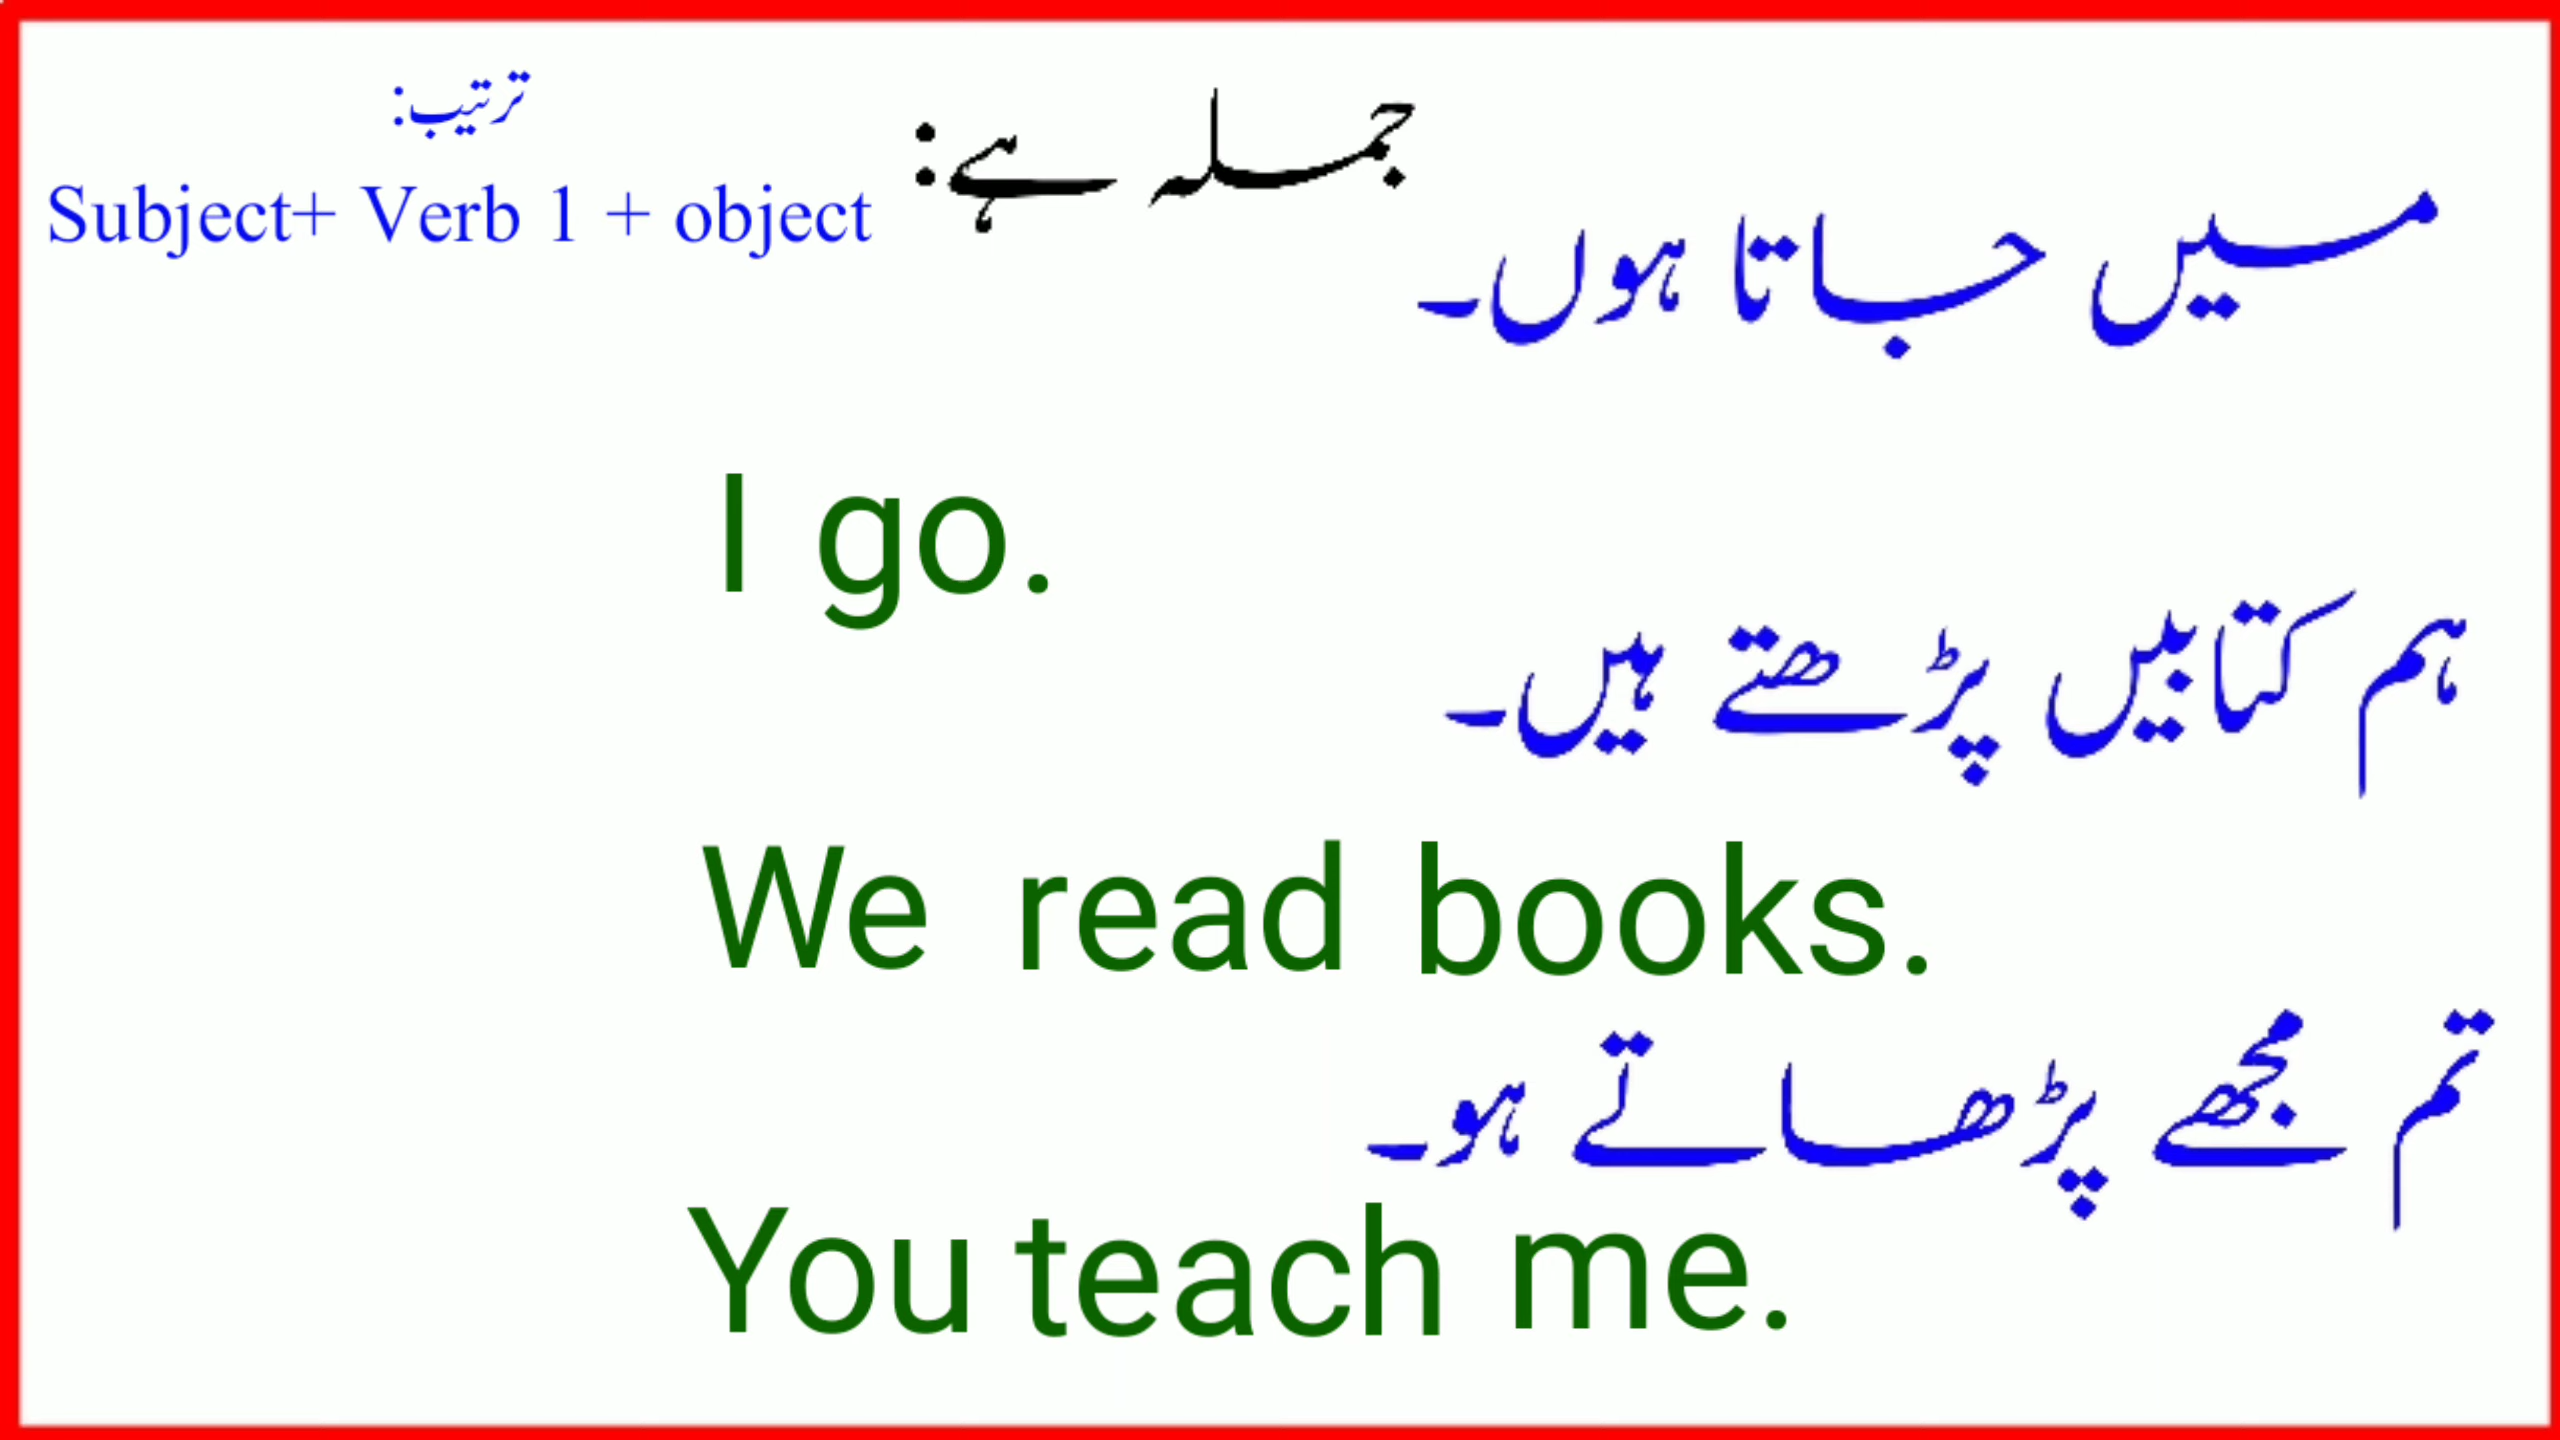 ترتیب:
Subject+ Verb 1 + object
جملہ ہے:
میں جاتا ہوں۔
I go.
ہم کتابیں پڑھتے ہیں۔
We read books.
تم مجھے پڑھاتے ہو۔
You teach me.